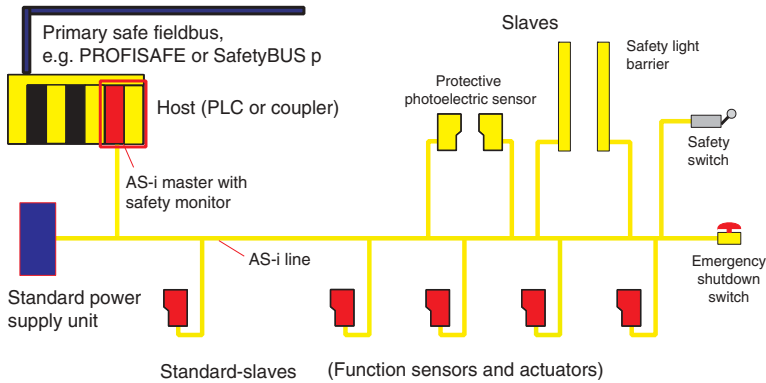 Primary safe fieldbus,
e.g. PROFISAFE or SafetyBUS p
Slaves
Safety light
barrier
Protective
photoelectric sensor
Host (PLC or coupler)
Safety
switch
AS-i master with
safety monitor
AS-i line
Emergency
shutdown
switch
Standard power
supply unit
Standard-slaves (Function sensors and actuators)